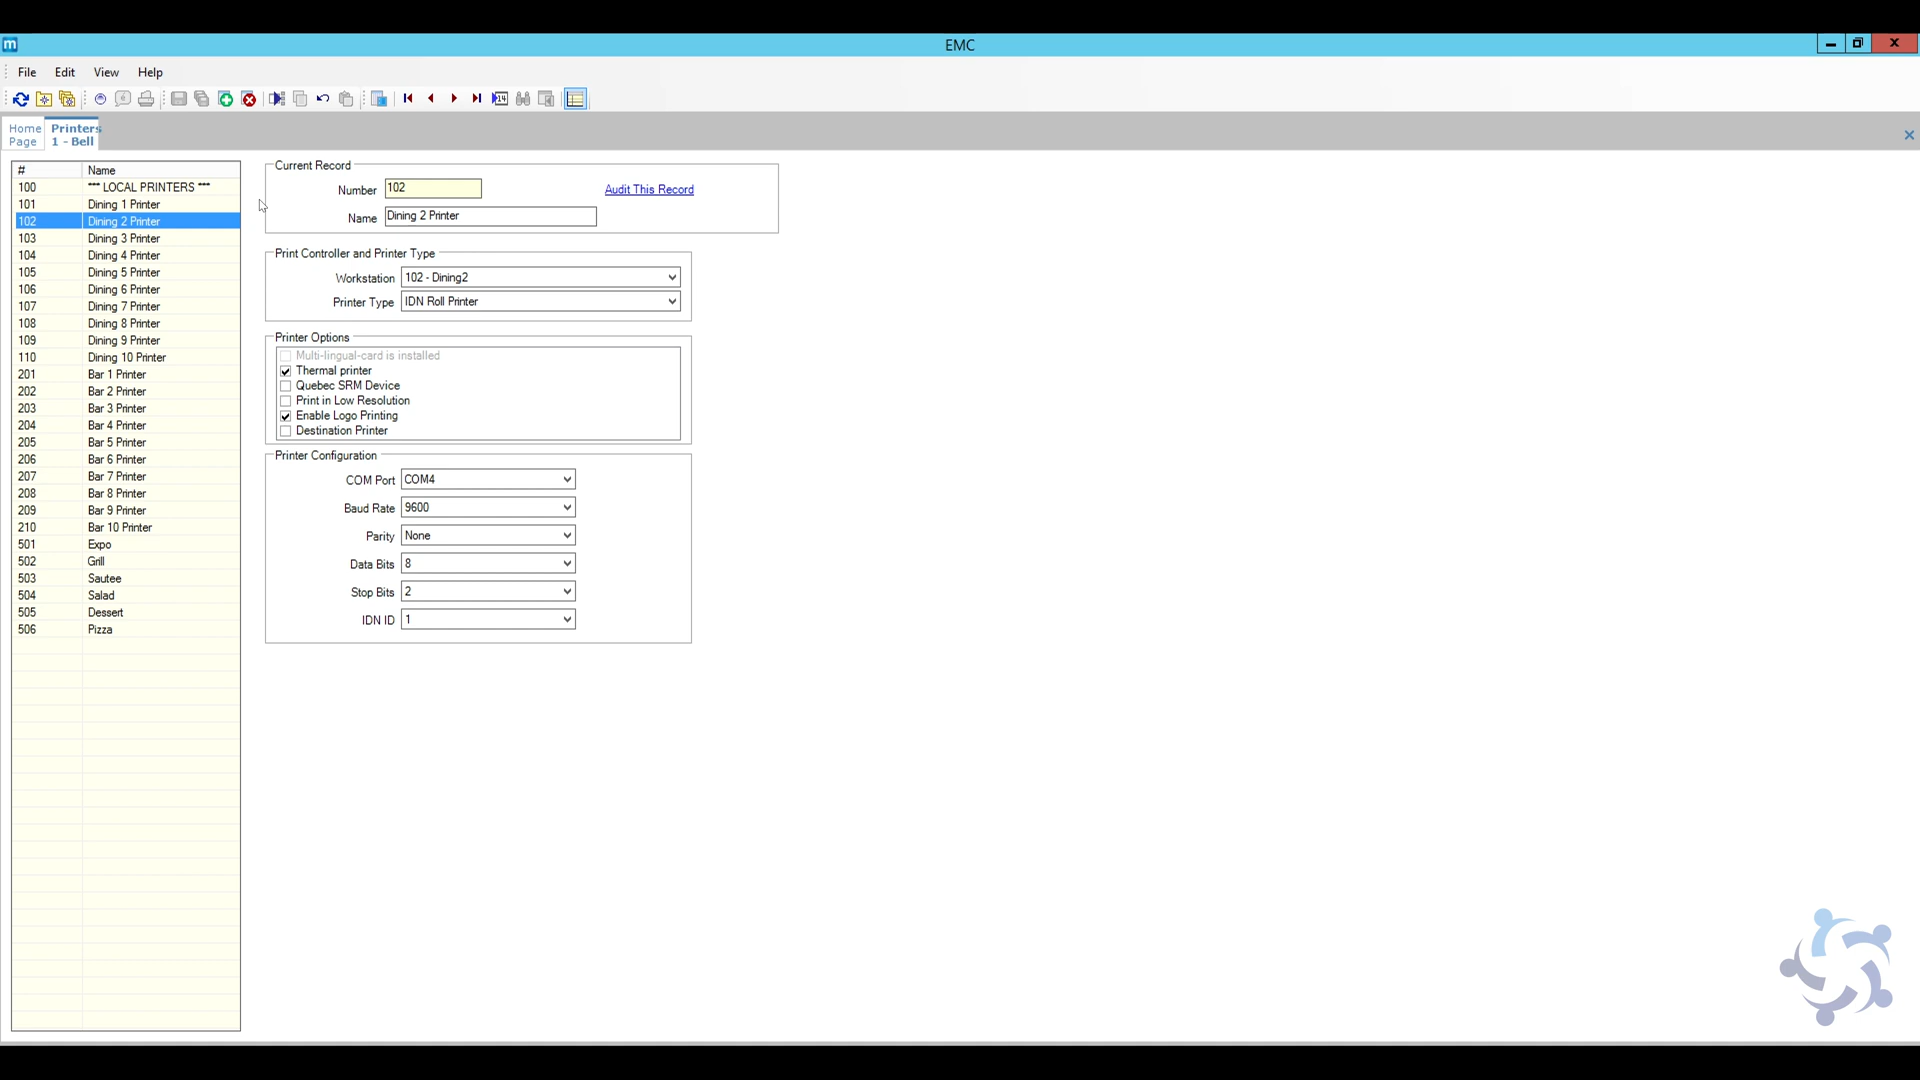 EMC
File Edit View Help
Home Page
Printers 1 - Bell
# Name
100 *** LOCAL PRINTERS ***
101 Dining 1 Printer
102 Dining 2 Printer
103 Dining 3 Printer
104 Dining 4 Printer
105 Dining 5 Printer
106 Dining 6 Printer
107 Dining 7 Printer
108 Dining 8 Printer
109 Dining 9 Printer
110 Dining 10 Printer
201 Bar 1 Printer
202 Bar 2 Printer
203 Bar 3 Printer
204 Bar 4 Printer
205 Bar 5 Printer
206 Bar 6 Printer
207 Bar 7 Printer
208 Bar 8 Printer
209 Bar 9 Printer
210 Bar 10 Printer
501 Expo
502 Grill
503 Sautee
504 Salad
505 Dessert
506 Pizza
Current Record
Number 102 Audit This Record
Name Dining 2 Printer
Print Controller and Printer Type
Workstation 102 - Dining2
Printer Type IDN Roll Printer
Printer Options
Multi-lingual-card is installed
Thermal printer
Quebec SRM Device
Print in Low Resolution
Enable Logo Printing
Destination Printer
Printer Configuration
COM Port COM4
Baud Rate 9600
Parity None
Data Bits 8
Stop Bits 2
IDN ID 1